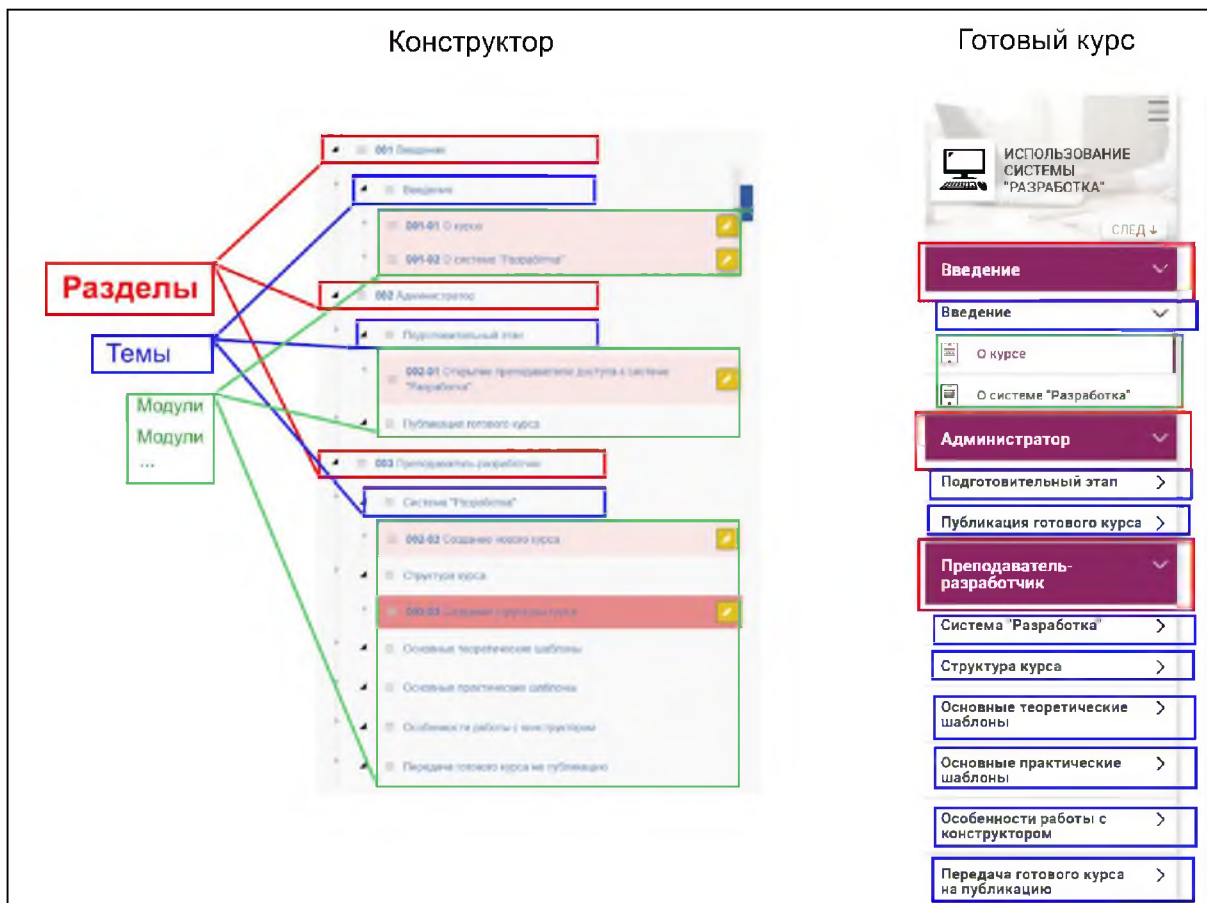 Конструктор
Готовый курс
Разделы
Темы
Модули
Модули
...
001 Введение
Введение
001-01 О курсе
001-02 О системе "Разработка"
002 Администратор
Подготовительный этап
002-01 Открытие преподавателю доступа к системе
"Разработка"
Публикация готового курса
003 Преподаватель-разработчик
Система "Разработка"
002-02 Создание нового курса
Структура курса
Создание структуры курса
Основные теоретические шаблоны
Основные практические шаблоны
Особенности работы с конструктором
Передача готового курса на публикацию
ИСПОЛЬЗОВАНИЕ
СИСТЕМЫ
"РАЗРАБОТКА"
СЛЕД ↓
Введение
Введение
О курсе
О системе "Разработка"
Администратор
Подготовительный этап
Публикация готового курса
Преподаватель-
разработчик
Система "Разработка"
Структура курса
Основные теоретические
шаблоны
Основные практические
шаблоны
Особенности работы с
конструктором
Передача готового курса
на публикацию